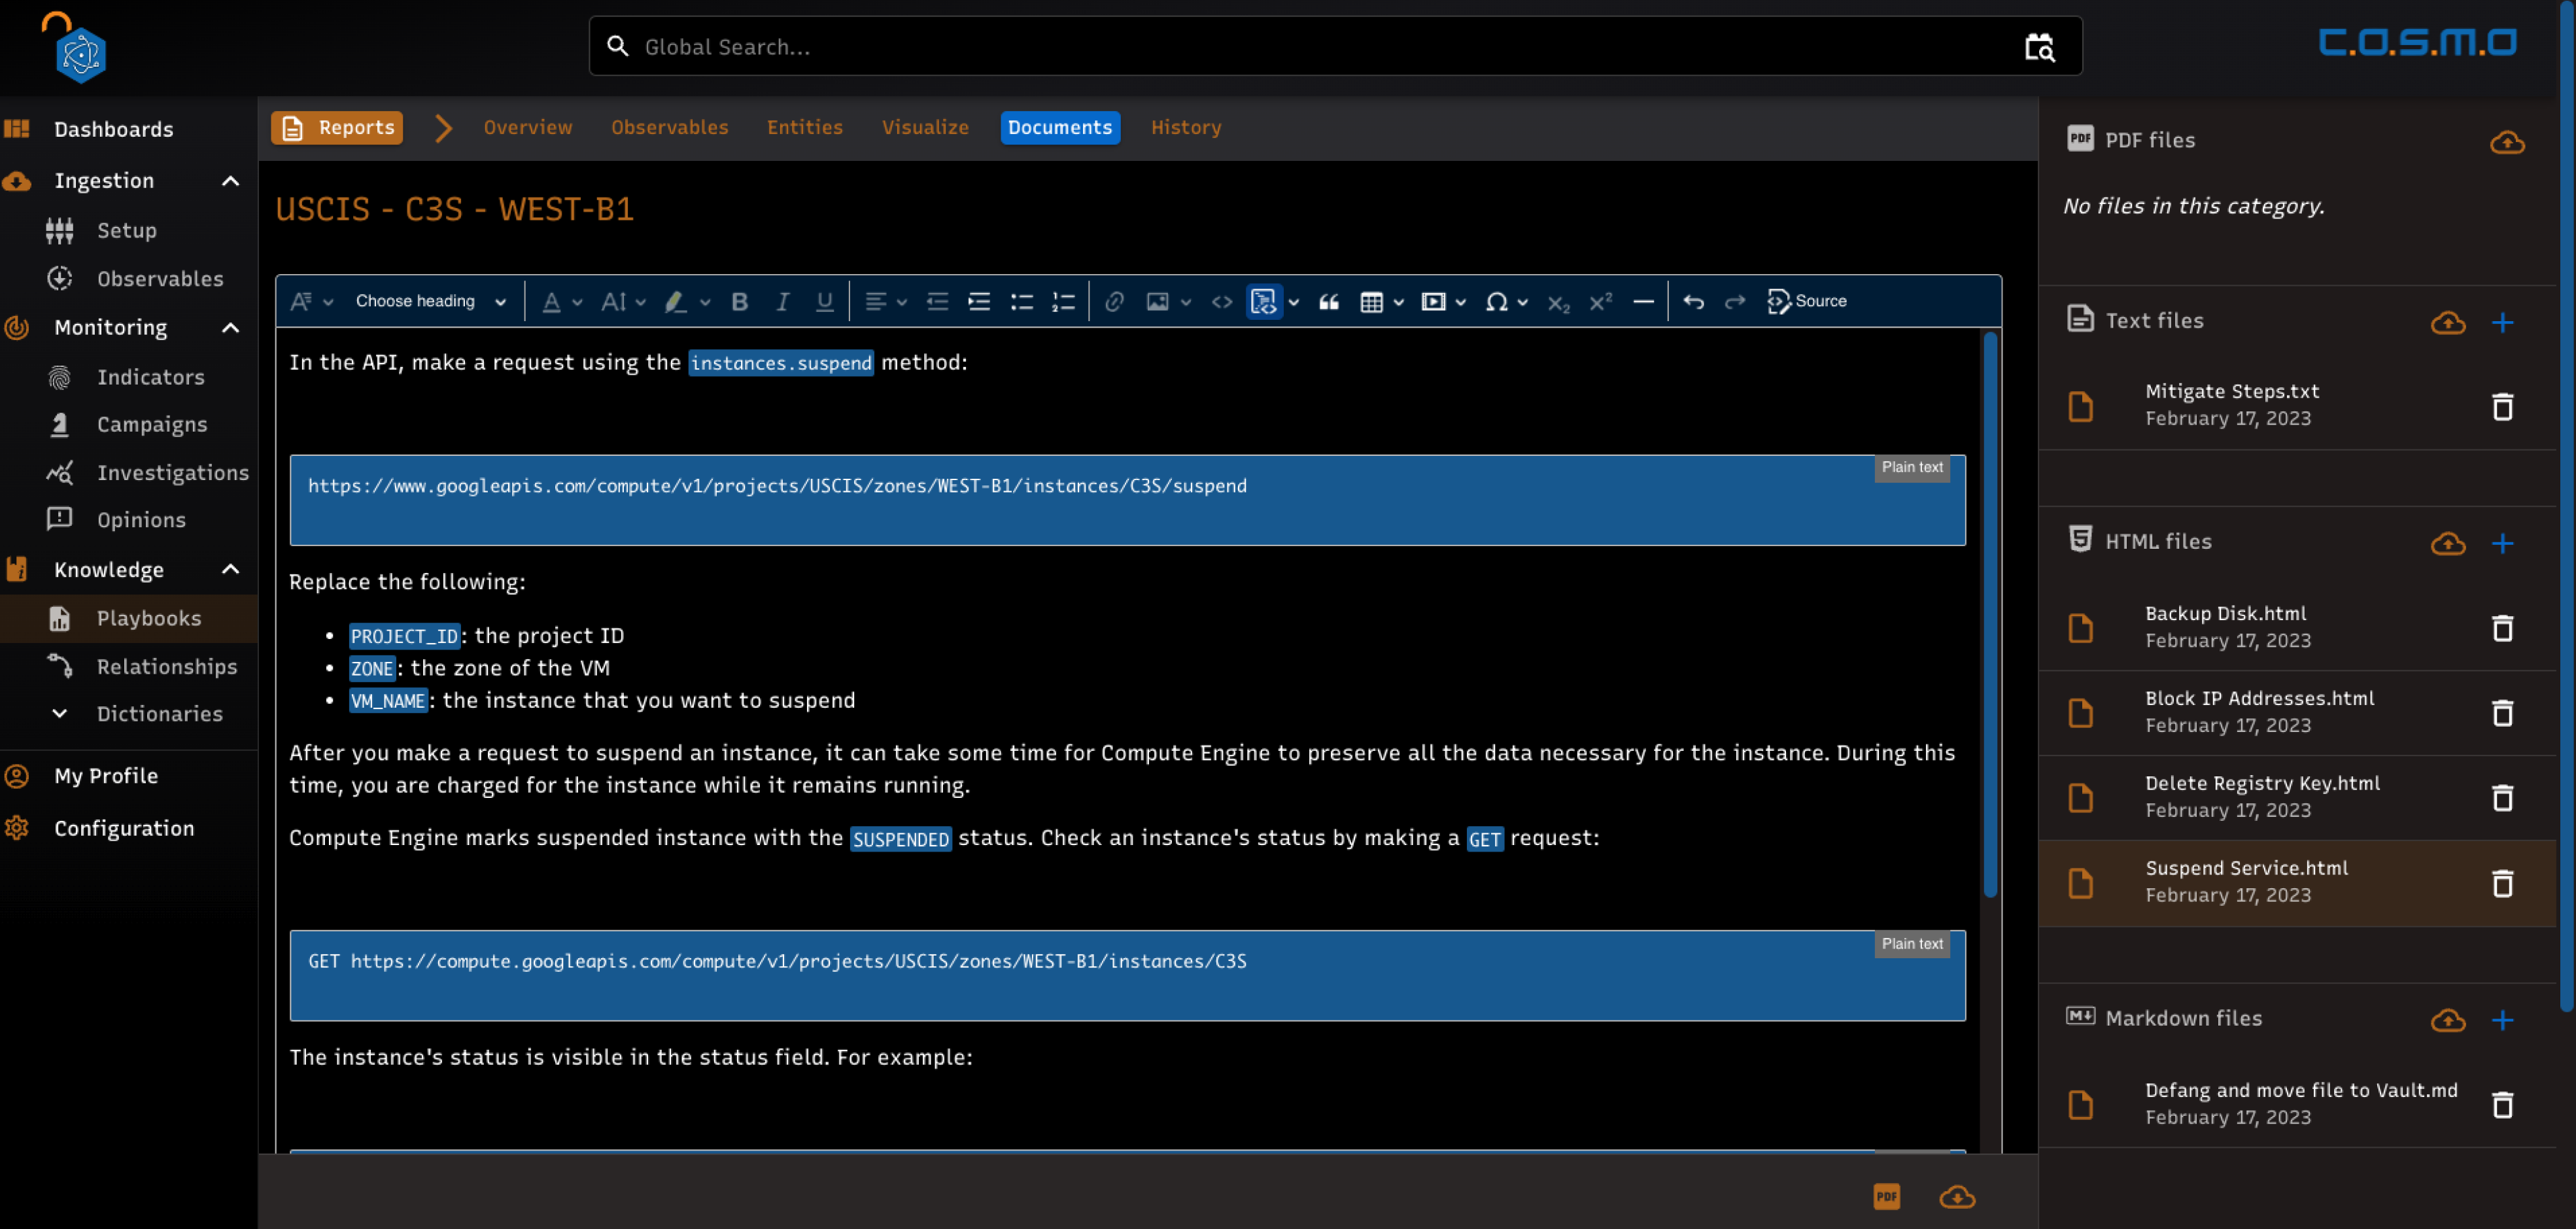 Global Search...
C.O.S.M.O
Dashboards
Ingestion
Setup
Observables
Monitoring
Indicators
Campaigns
Investigations
Opinions
Knowledge
Playbooks
Relationships
Dictionaries
My Profile
Configuration
Reports
Overview
Observables
Entities
Visualize
Documents
History
USCIS - C3S - WEST-B1
Choose heading
Source
In the API, make a request using the instances.suspend method:
Plain text
https://www.googleapis.com/compute/v1/projects/USCIS/zones/WEST-B1/instances/C3S/suspend
Replace the following:
• PROJECT_ID: the project ID
• ZONE: the zone of the VM
• VM_NAME: the instance that you want to suspend
After you make a request to suspend an instance, it can take some time for Compute Engine to preserve all the data necessary for the instance. During this
time, you are charged for the instance while it remains running.
Compute Engine marks suspended instance with the SUSPENDED status. Check an instance's status by making a GET request:
Plain text
GET https://compute.googleapis.com/compute/v1/projects/USCIS/zones/WEST-B1/instances/C3S
The instance's status is visible in the status field. For example:
PDF
PDF
PDF files
No files in this category.
Text files
Mitigate Steps.txt
February 17, 2023
HTML files
Backup Disk.html
February 17, 2023
Block IP Addresses.html
February 17, 2023
Delete Registry Key.html
February 17, 2023
Suspend Service.html
February 17, 2023
Markdown files
Defang and move file to Vault.md
February 17, 2023